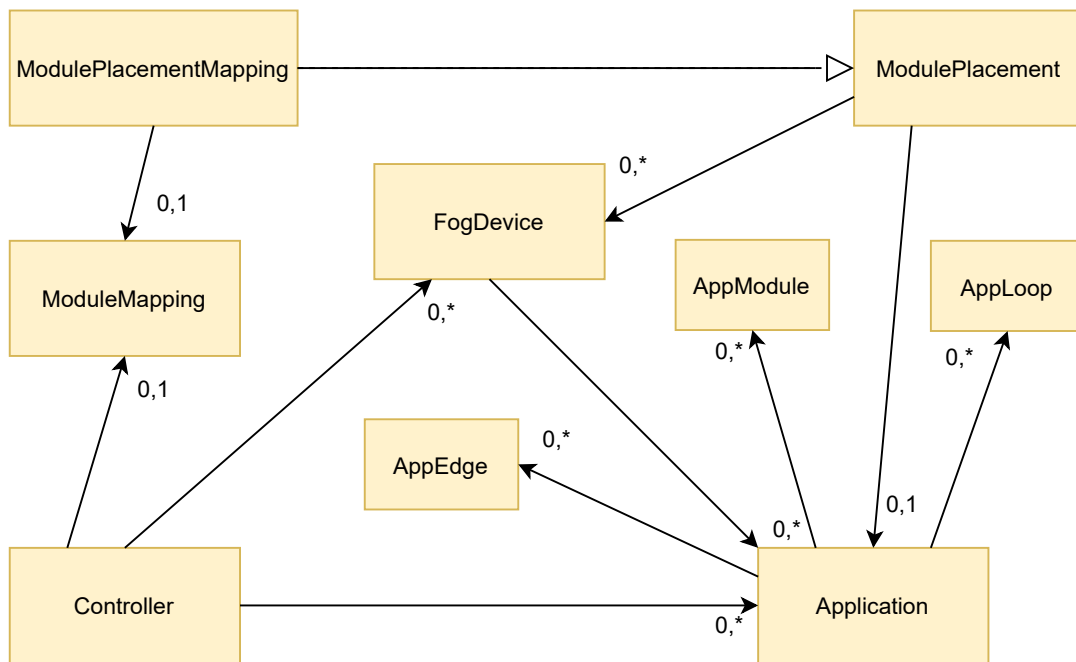 ModulePlacementMapping
ModulePlacement
0,*
0,1
FogDevice
ModuleMapping
AppModule
AppLoop
0,*
0,*
0,*
0,1
0,*
AppEdge
0,1
0,*
Controller
Application
0,*